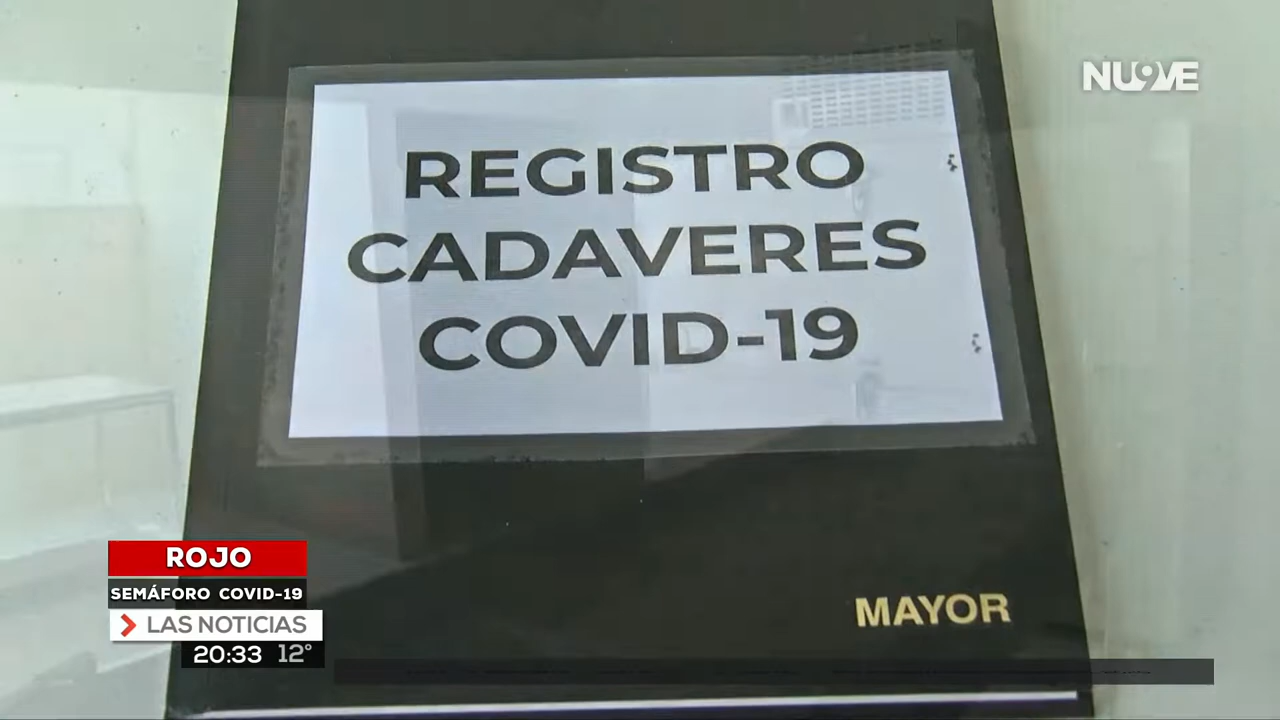 NU9VE
REGISTRO
CADAVERES
COVID-19
MAYOR
ROJO
SEMÁFORO COVID-19
LAS NOTICIAS
20:33 12°